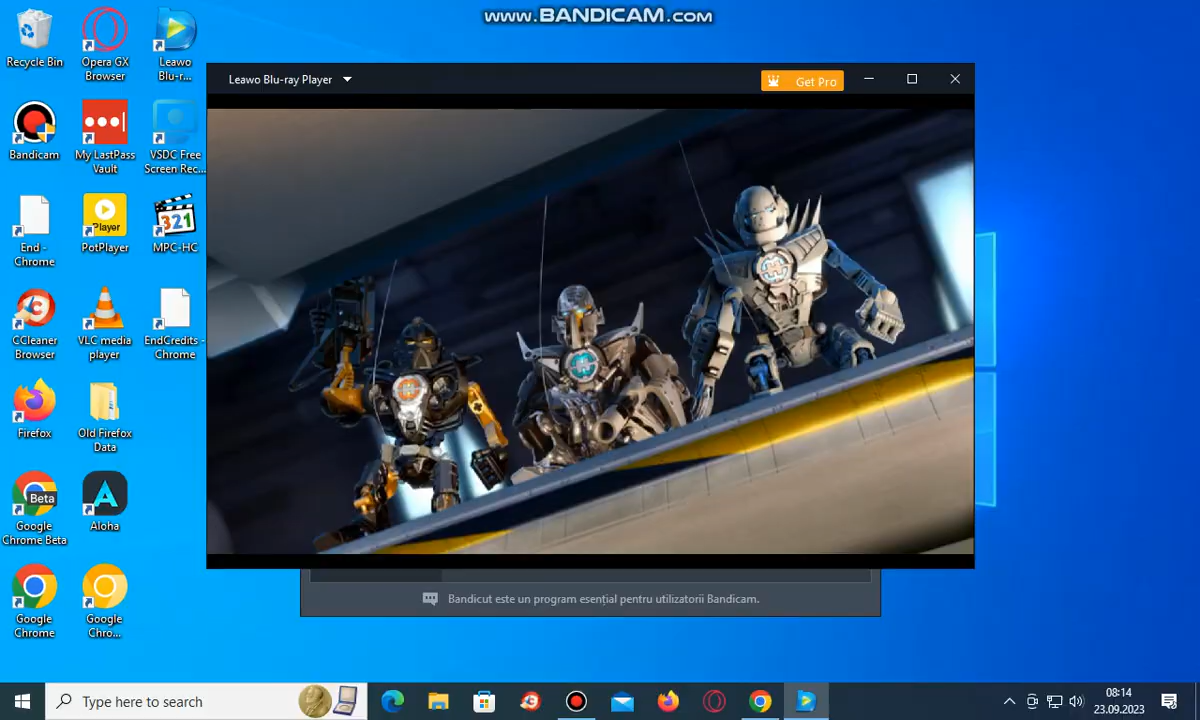 WWW.BANDICAM.COM
Recycle Bin
Opera GX
Browser
Leawo
Blu-r...
Bandicam
My LastPass
Vault
VSDC Free
Screen Rec...
End -
Chrome
Player
PotPlayer
321
MPC-HC
CCleaner
Browser
VLC media
player
EndCredits -
Chrome
Firefox
Old Firefox
Data
Beta
Google
Chrome Beta
Aloha
Google
Chrome
Google
Chro...
Leawo Blu-ray Player
Get Pro
Bandicut este un program esențial pentru utilizatorii Bandicam.
Type here to search
08:14
23.09.2023